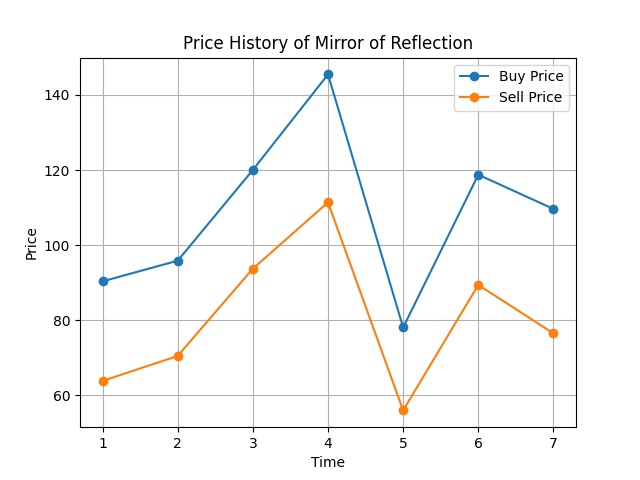 Price History of Mirror of Reflection
Buy Price
Sell Price
140
120
100
80
60
Price
1 2 3 4 5 6 7
Time